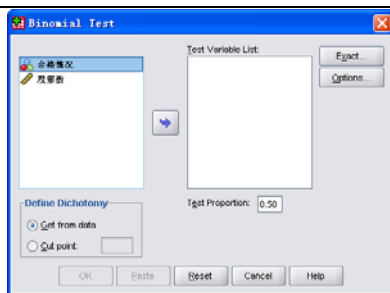 Binomial Test
合格情况
观察数
Test Variable List:
Exact...
Options...
Define Dichotomy
Get from data
Cut point:
Test Proportion: 0.50
OK Paste Reset Cancel Help